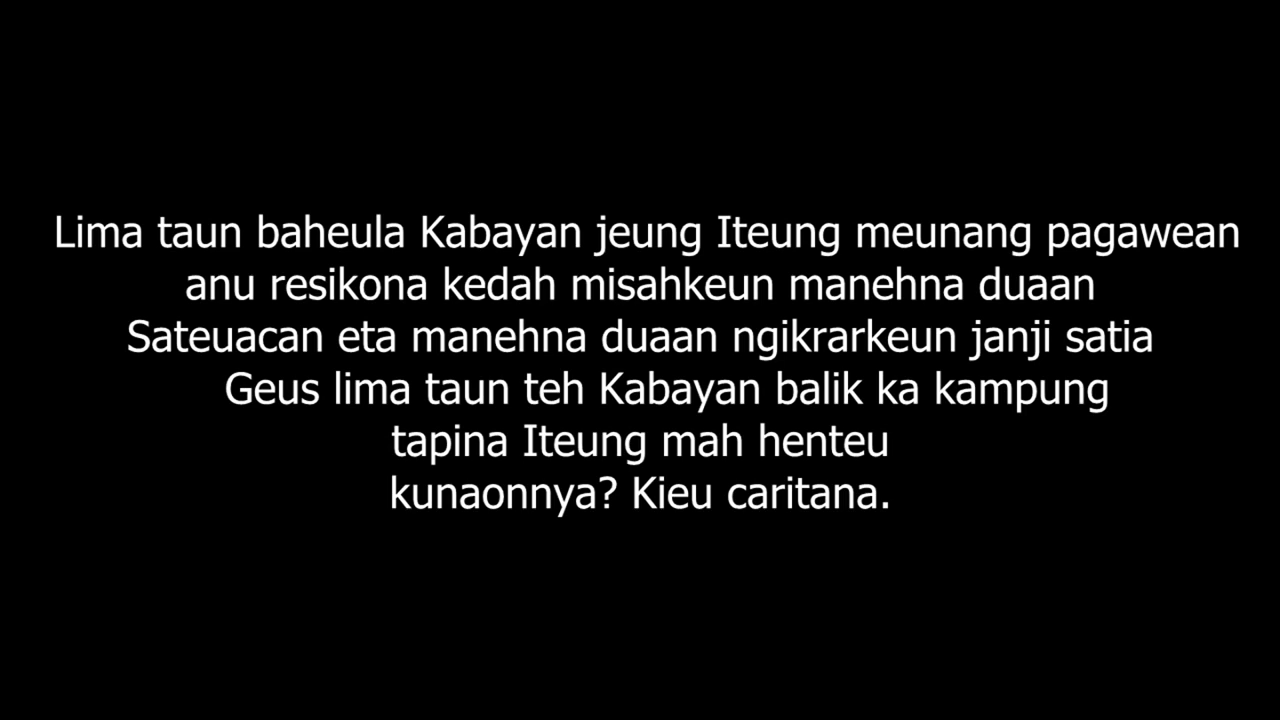 Lima taun baheula Kabayan jeung Iteung meunang pagawean
anu resikona kedah misahkeun manehna duaan
Sateuacan eta manehna duaan ngikrarkeun janji satia
Geus lima taun teh Kabayan balik ka kampung
tapina Iteung mah henteu
kunaonnya? Kieu caritana.